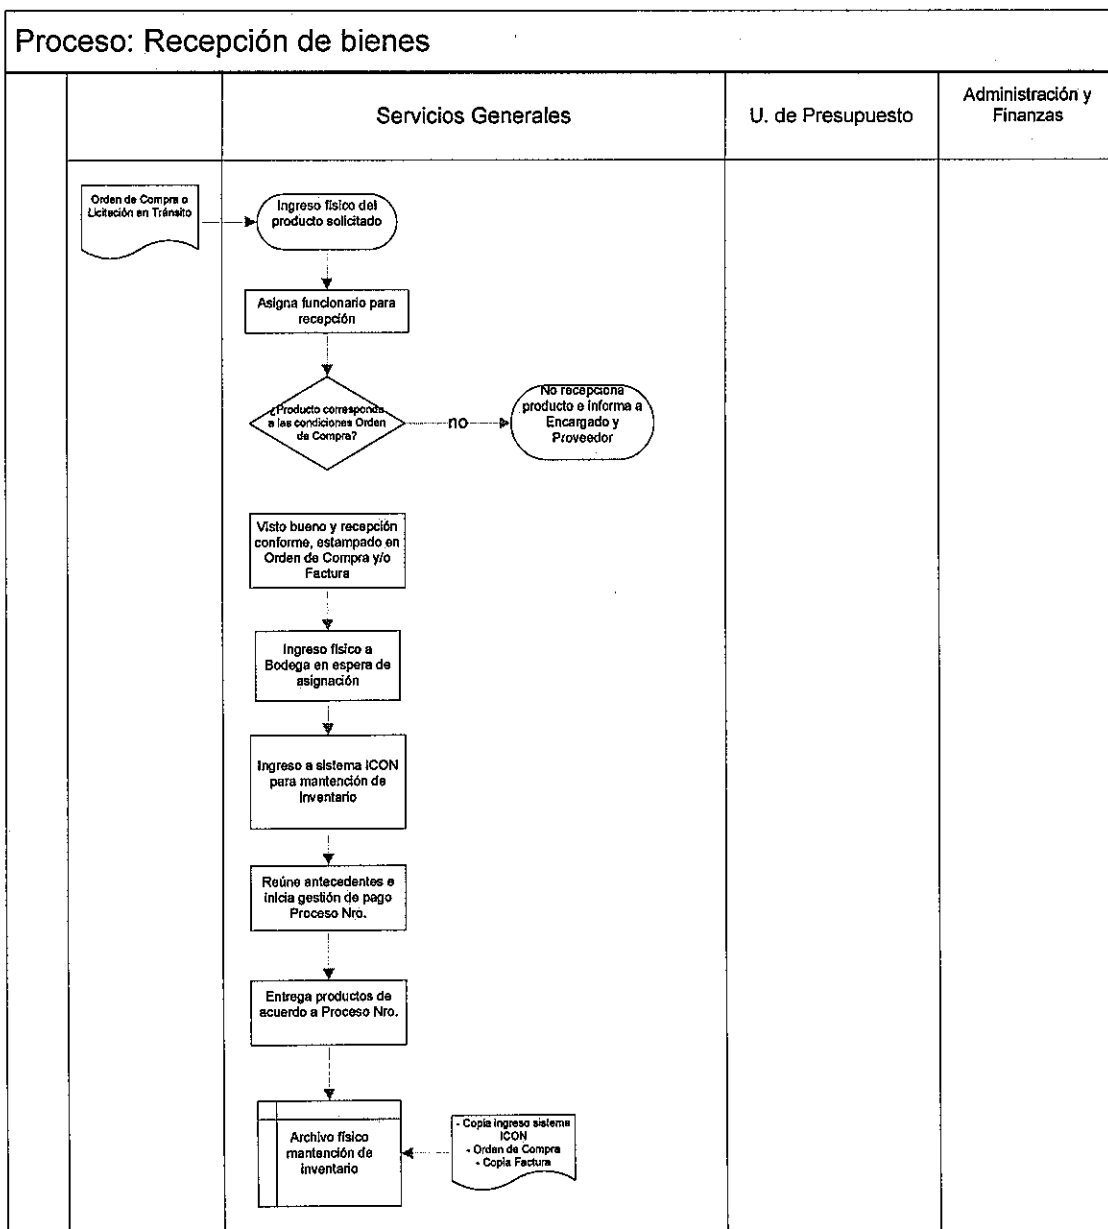 Proceso: Recepción de bienes
Servicios Generales
U. de Presupuesto
Administración y
Finanzas
Orden de Compra o
Licitación en Tránsito
Ingreso físico del
producto solicitado
Asigna funcionario para
recepción
¿Producto corresponde
a las condiciones Orden
de Compra?
no
No recepciona
producto e informa a
Encargado y
Proveedor
Visto bueno y recepción
conforme, estampado en
Orden de Compra y/o
Factura
Ingreso físico a
Bodega en espera de
asignación
Ingreso a sistema ICON
para mantención de
Inventario
Reúne antecedentes e
inicia gestión de pago
Proceso Nro.
Entrega productos de
acuerdo a Proceso Nro.
Archivo físico
mantención de
inventario
- Copia ingreso sistema
ICON
- Orden de Compra
- Copia Factura